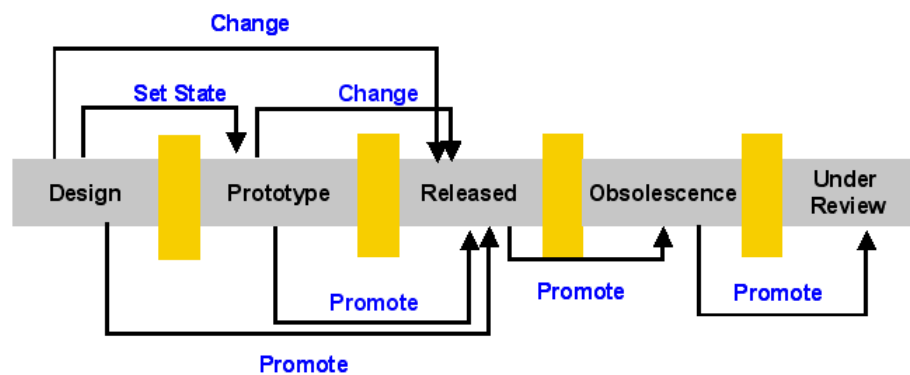 Change
Set State
Change
Design
Prototype
Released
Obsolescence
Under
Review
Promote
Promote
Promote
Promote